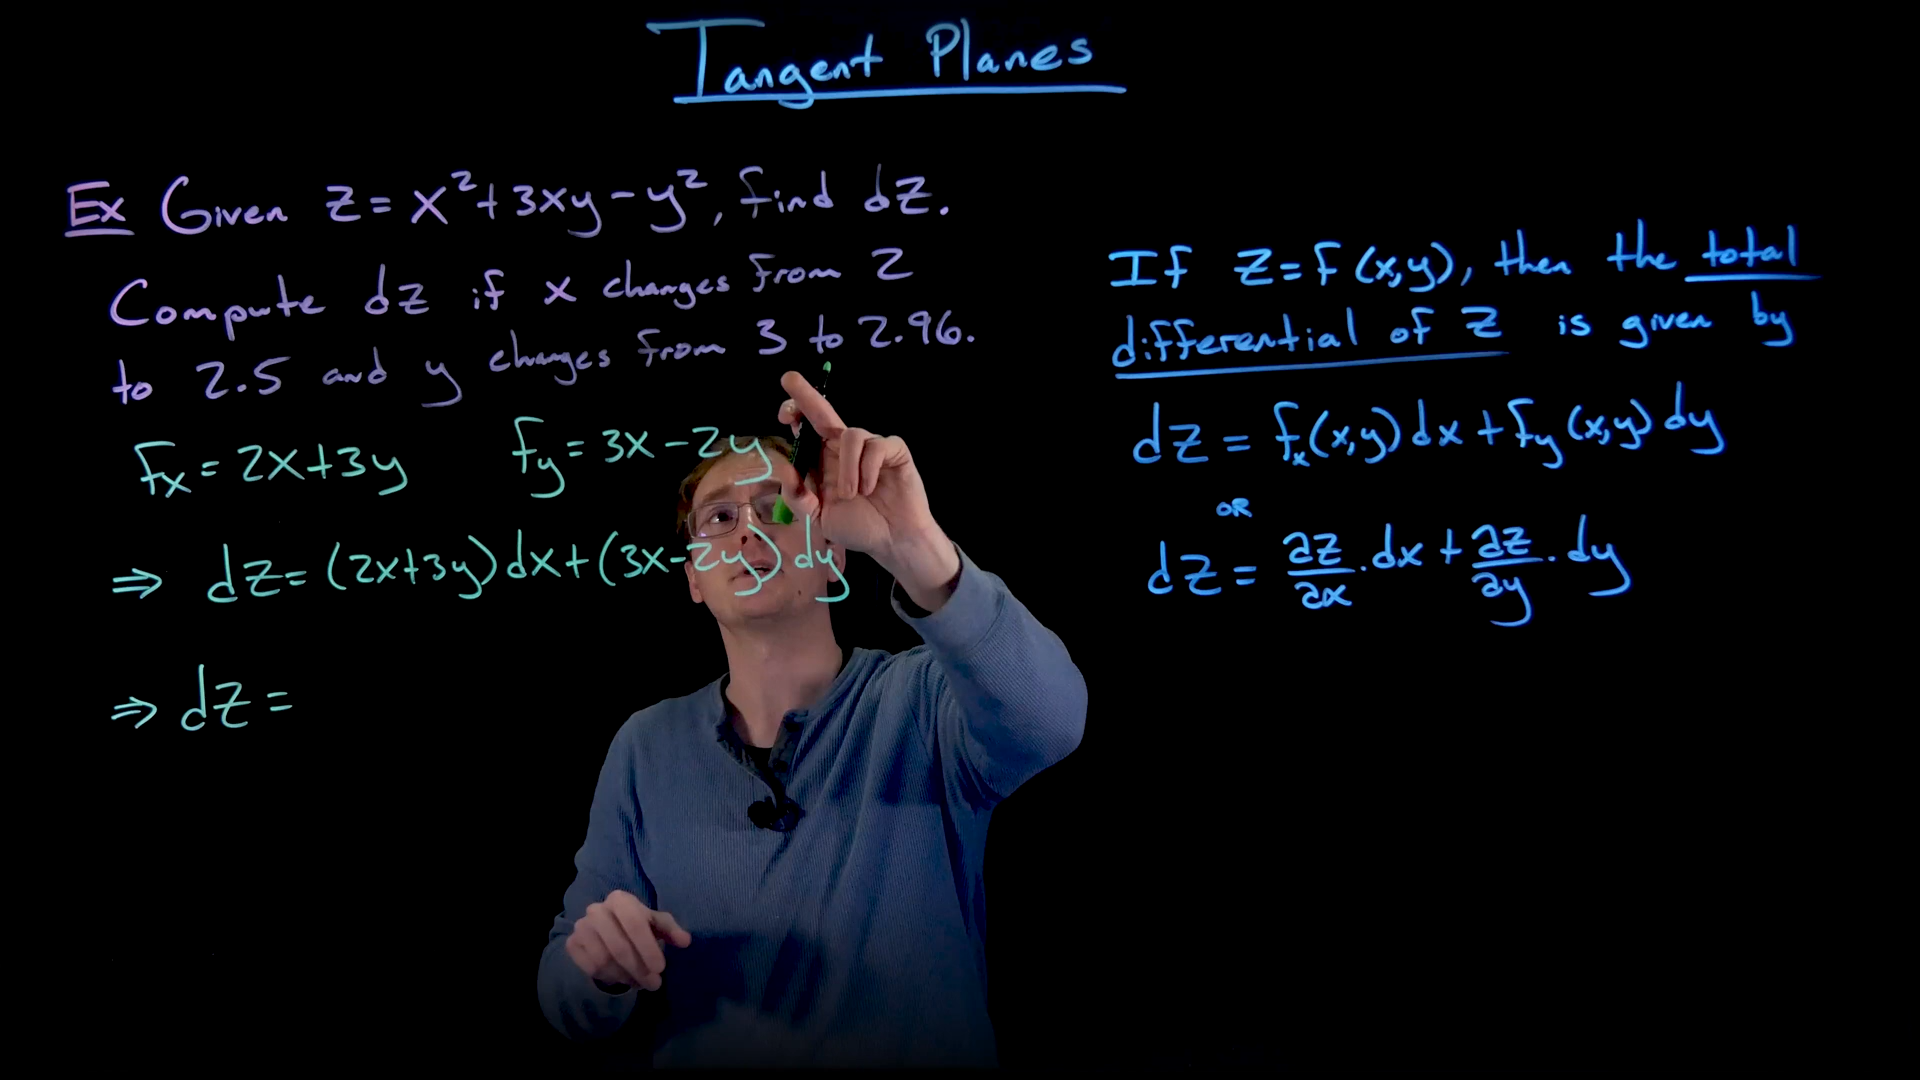 Tangent Planes
Ex Given z = x² + 3xy - y², find dz.
Compute dz if x changes from 2
to 2.5 and y changes from 3 to 2.96.
fₓ = 2x+3y    f_y = 3x-2y
⇒ dz = (2x+3y)dx + (3x-2y)dy
⇒ dz =
If z = f(x,y), then the total
differential of z is given by
dz = fₓ(x,y)dx + f_y(x,y)dy
OR
dz = ∂z/∂x · dx + ∂z/∂y · dy